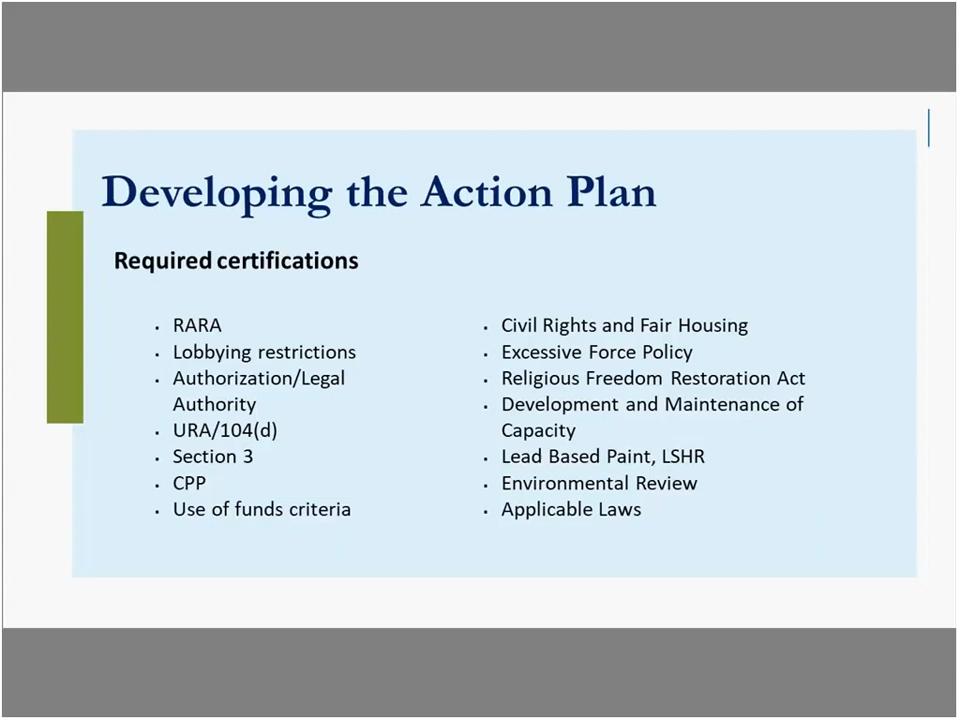 Developing the Action Plan
Required certifications
• RARA
• Lobbying restrictions
• Authorization/Legal
Authority
• URA/104(d)
• Section 3
• CPP
• Use of funds criteria
• Civil Rights and Fair Housing
• Excessive Force Policy
• Religious Freedom Restoration Act
• Development and Maintenance of
Capacity
• Lead Based Paint, LSHR
• Environmental Review
• Applicable Laws